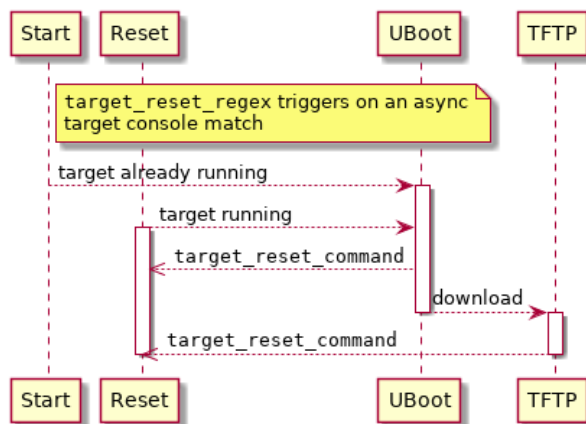 Start
Reset
UBoot
TFTP
target_reset_regex triggers on an async
target console match
target already running
target running
target_reset_command
download
target_reset_command
Start
Reset
UBoot
TFTP